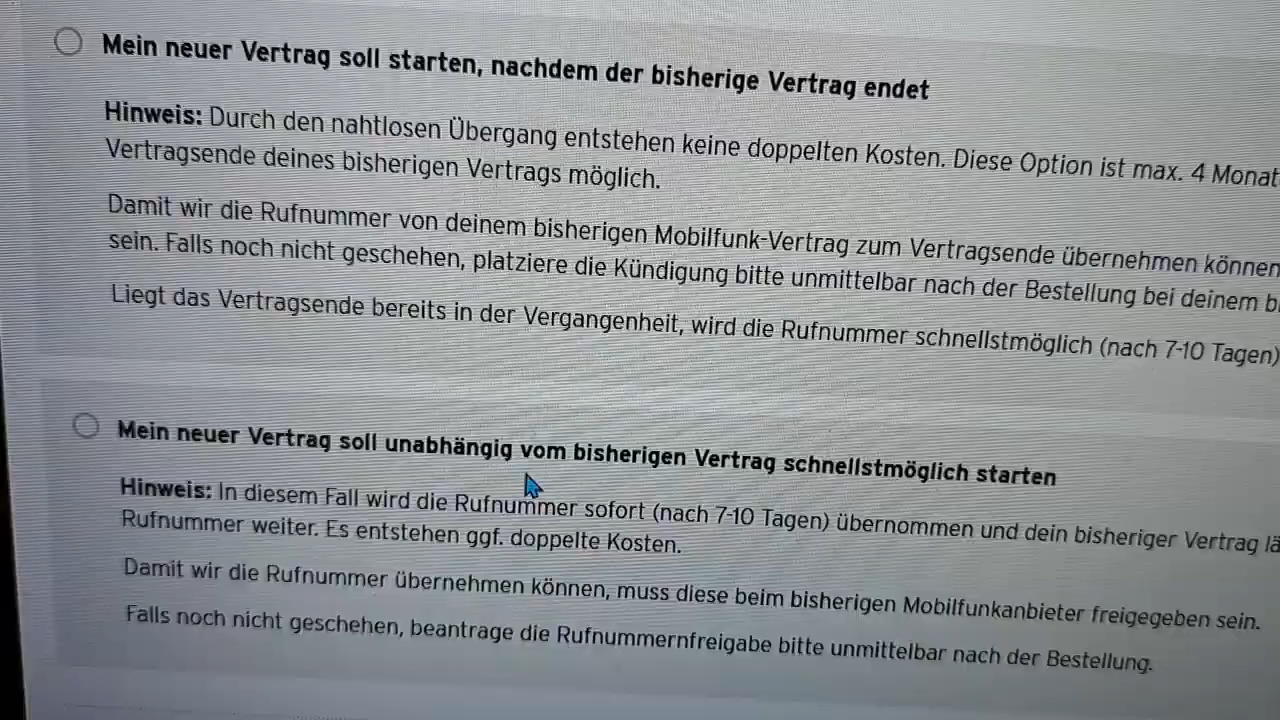 Mein neuer Vertrag soll starten, nachdem der bisherige Vertrag endet
Hinweis: Durch den nahtlosen Übergang entstehen keine doppelten Kosten. Diese Option ist max. 4 Monat
Vertragsende deines bisherigen Vertrags möglich.
Damit wir die Rufnummer von deinem bisherigen Mobilfunk-Vertrag zum Vertragsende übernehmen können
sein. Falls noch nicht geschehen, platziere die Kündigung bitte unmittelbar nach der Bestellung bei deinem b
Liegt das Vertragsende bereits in der Vergangenheit, wird die Rufnummer schnellstmöglich (nach 7-10 Tagen)
Mein neuer Vertrag soll unabhängig vom bisherigen Vertrag schnellstmöglich starten
Hinweis: In diesem Fall wird die Rufnummer sofort (nach 7-10 Tagen) übernommen und dein bisheriger Vertrag lä
Rufnummer weiter. Es entstehen ggf. doppelte Kosten.
Damit wir die Rufnummer übernehmen können, muss diese beim bisherigen Mobilfunkanbieter freigegeben sein.
Falls noch nicht geschehen, beantrage die Rufnummernfreigabe bitte unmittelbar nach der Bestellung.